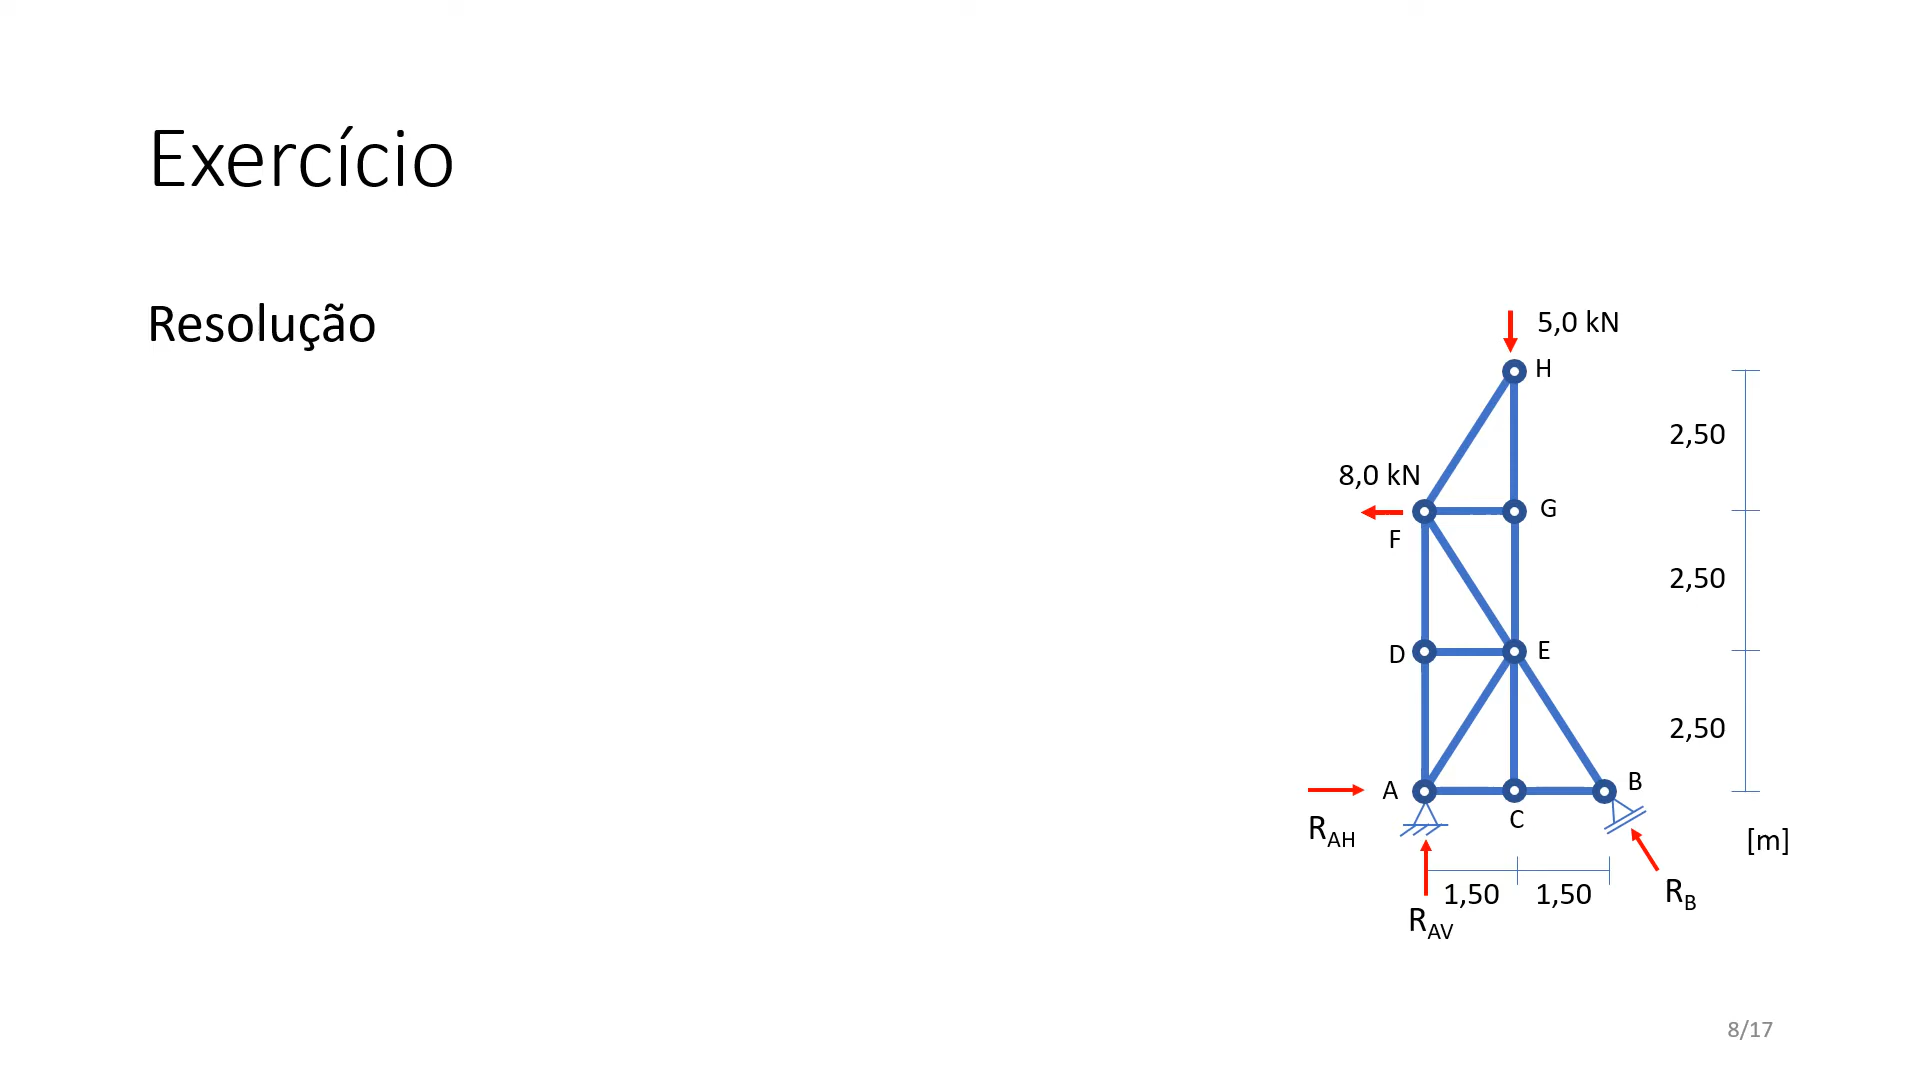 Exercício
Resolução
5,0 kN
H
2,50
8,0 kN
G
F
2,50
D
E
2,50
A
B
C
R_AH
[m]
1,50 1,50
R_B
R_AV
8/17